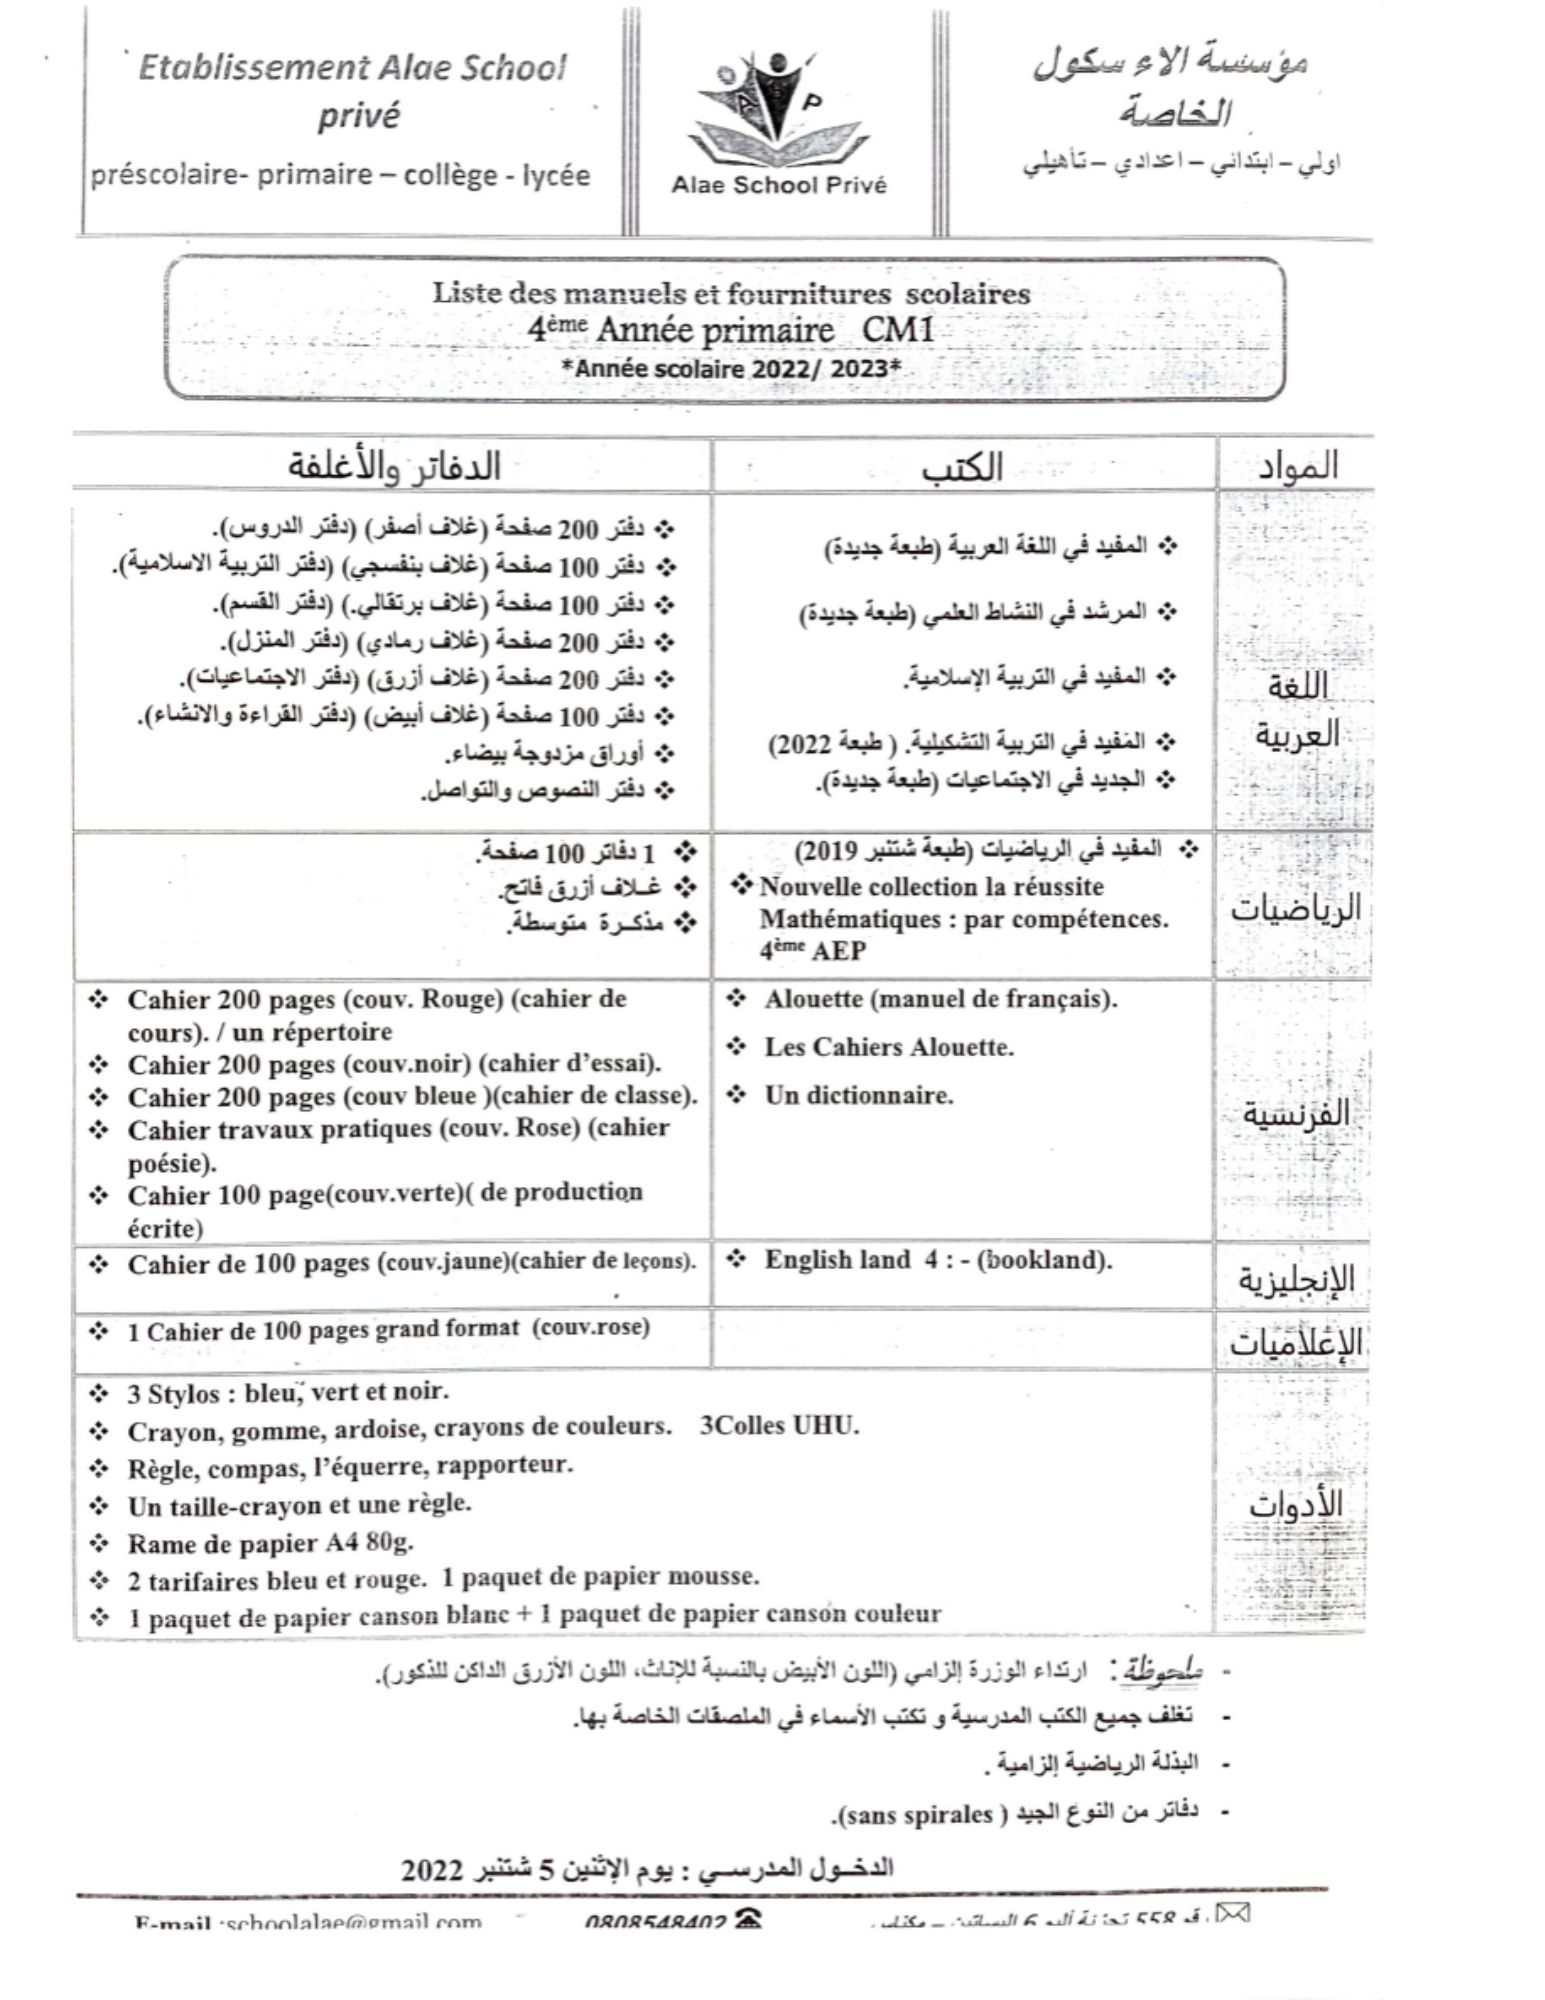 Etablissement Alae School
privé
préscolaire- primaire – collège - lycée
A S P
Alae School Privé
مؤسسة الاء سكول
الخاصة
اولي – ابتدائي – اعدادي – تأهيلي
Liste des manuels et fournitures scolaires
4ème Année primaire CM1
*Année scolaire 2022/ 2023*
المواد
الكتب
الدفاتر والأغلفة
اللغة
العربية
❖ المفيد في اللغة العربية (طبعة جديدة)
❖ المرشد في النشاط العلمي (طبعة جديدة)
❖ المفيد في التربية الإسلامية.
❖ المفيد في التربية التشكيلية. ( طبعة 2022)
❖ الجديد في الاجتماعيات (طبعة جديدة).
❖ دفتر 200 صفحة (غلاف أصفر) (دفتر الدروس).
❖ دفتر 100 صفحة (غلاف بنفسجي) (دفتر التربية الاسلامية).
❖ دفتر 100 صفحة (غلاف برتقالي.) (دفتر القسم).
❖ دفتر 200 صفحة (غلاف رمادي) (دفتر المنزل).
❖ دفتر 200 صفحة (غلاف أزرق) (دفتر الاجتماعيات).
❖ دفتر 100 صفحة (غلاف أبيض) (دفتر القراءة والانشاء).
❖ أوراق مزدوجة بيضاء.
❖ دفتر النصوص والتواصل.
الرياضيات
❖ المفيد في الرياضيات (طبعة شتنبر 2019)
❖ Nouvelle collection la réussite
Mathématiques : par compétences.
4ème AEP
❖ 1 دفاتر 100 صفحة.
❖ غـلاف أزرق فاتح.
❖ مذكـرة متوسطة.
الفرنسية
❖ Alouette (manuel de français).
❖ Les Cahiers Alouette.
❖ Un dictionnaire.
❖ Cahier 200 pages (couv. Rouge) (cahier de
cours). / un répertoire
❖ Cahier 200 pages (couv.noir) (cahier d’essai).
❖ Cahier 200 pages (couv bleue )(cahier de classe).
❖ Cahier travaux pratiques (couv. Rose) (cahier
poésie).
❖ Cahier 100 page(couv.verte)( de production
écrite)
الإنجليزية
❖ English land 4 : - (bookland).
❖ Cahier de 100 pages (couv.jaune)(cahier de leçons).
الإعلاميات
❖ 1 Cahier de 100 pages grand format (couv.rose)
الأدوات
❖ 3 Stylos : bleu, vert et noir.
❖ Crayon, gomme, ardoise, crayons de couleurs. 3Colles UHU.
❖ Règle, compas, l’équerre, rapporteur.
❖ Un taille-crayon et une règle.
❖ Rame de papier A4 80g.
❖ 2 tarifaires bleu et rouge. 1 paquet de papier mousse.
❖ 1 paquet de papier canson blanc + 1 paquet de papier canson couleur
- ملحوظة: ارتداء الوزرة إلزامي (اللون الأبيض بالنسبة للإناث، اللون الأزرق الداكن للذكور).
- تغلف جميع الكتب المدرسية و تكتب الأسماء في الملصقات الخاصة بها.
- البذلة الرياضية إلزامية .
- دفاتر من النوع الجيد ( sans spirales).
الدخـول المدرسـي : يوم الإثنين 5 شتنبر 2022
E-mail :schoolalae@gmail.com
0808548402
558